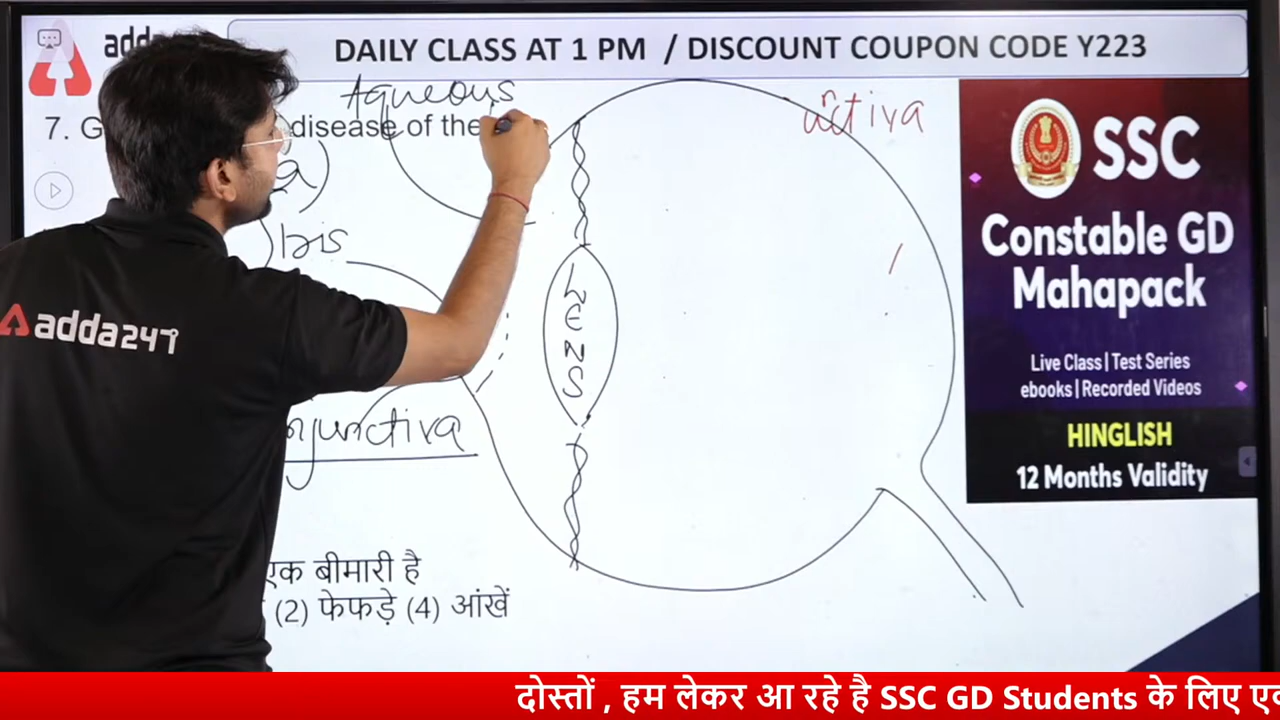 DAILY CLASS AT 1 PM / DISCOUNT COUPON CODE Y223
Aqueous
7. G disease of the
Iris
LENS
njunctiva
nctiva
एक बीमारी है
(2) फेफड़े (4) आंखें
SSC
Constable GD
Mahapack
Live Class | Test Series
ebooks | Recorded Videos
HINGLISH
12 Months Validity
adda247
दोस्तों , हम लेकर आ रहे है SSC GD Students के लिए